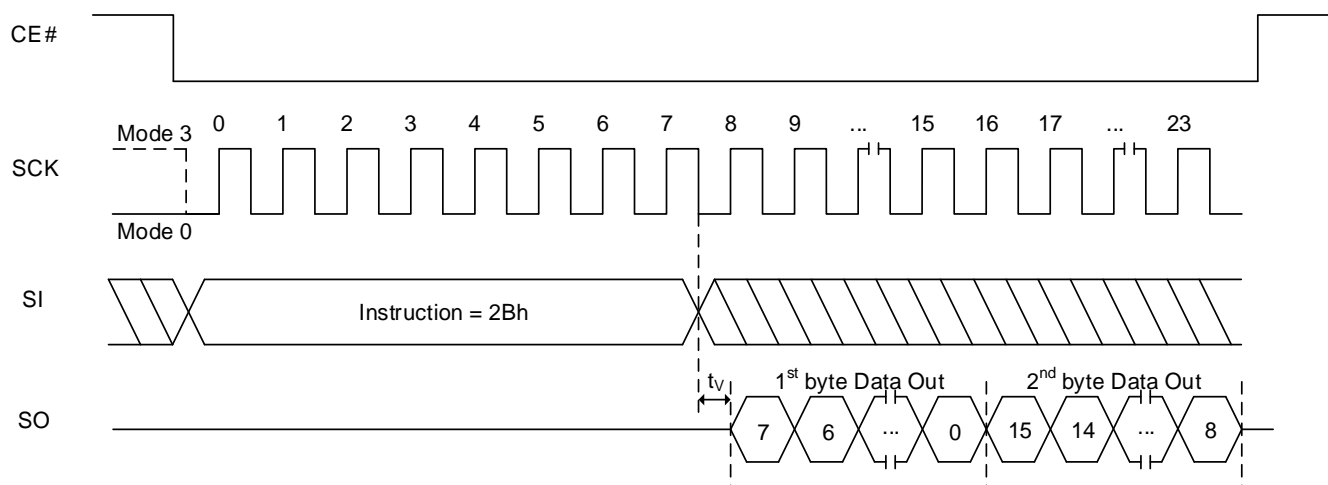 CE#
0 1 2 3 4 5 6 7 8 9 ... 15 16 17 ... 23
Mode 3
SCK
Mode 0
SI
Instruction = 2Bh
tV 1st byte Data Out 2nd byte Data Out
SO
7 6 ... 0 15 14 ... 8